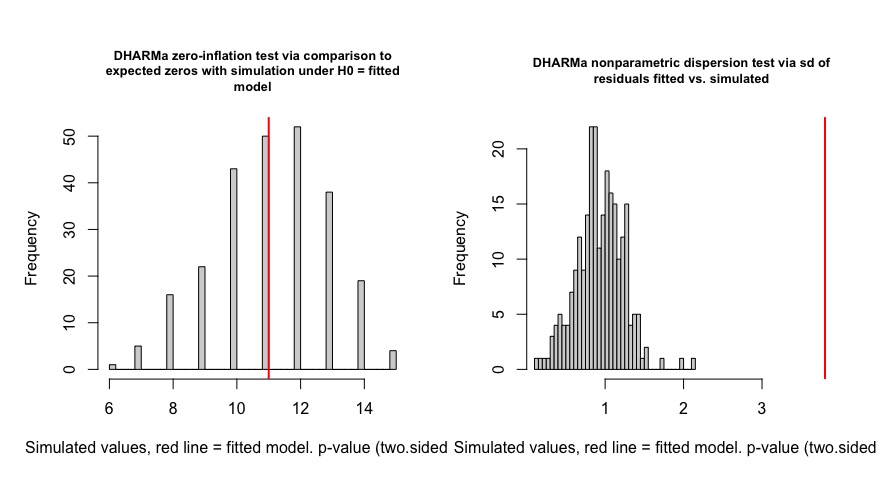 DHARMa zero-inflation test via comparison to
expected zeros with simulation under H0 = fitted
model
Frequency
50
40
30
20
10
0
6 8 10 12 14
Simulated values, red line = fitted model. p-value (two.sided
DHARMa nonparametric dispersion test via sd of
residuals fitted vs. simulated
Frequency
20
15
10
5
0
1 2 3
Simulated values, red line = fitted model. p-value (two.sided